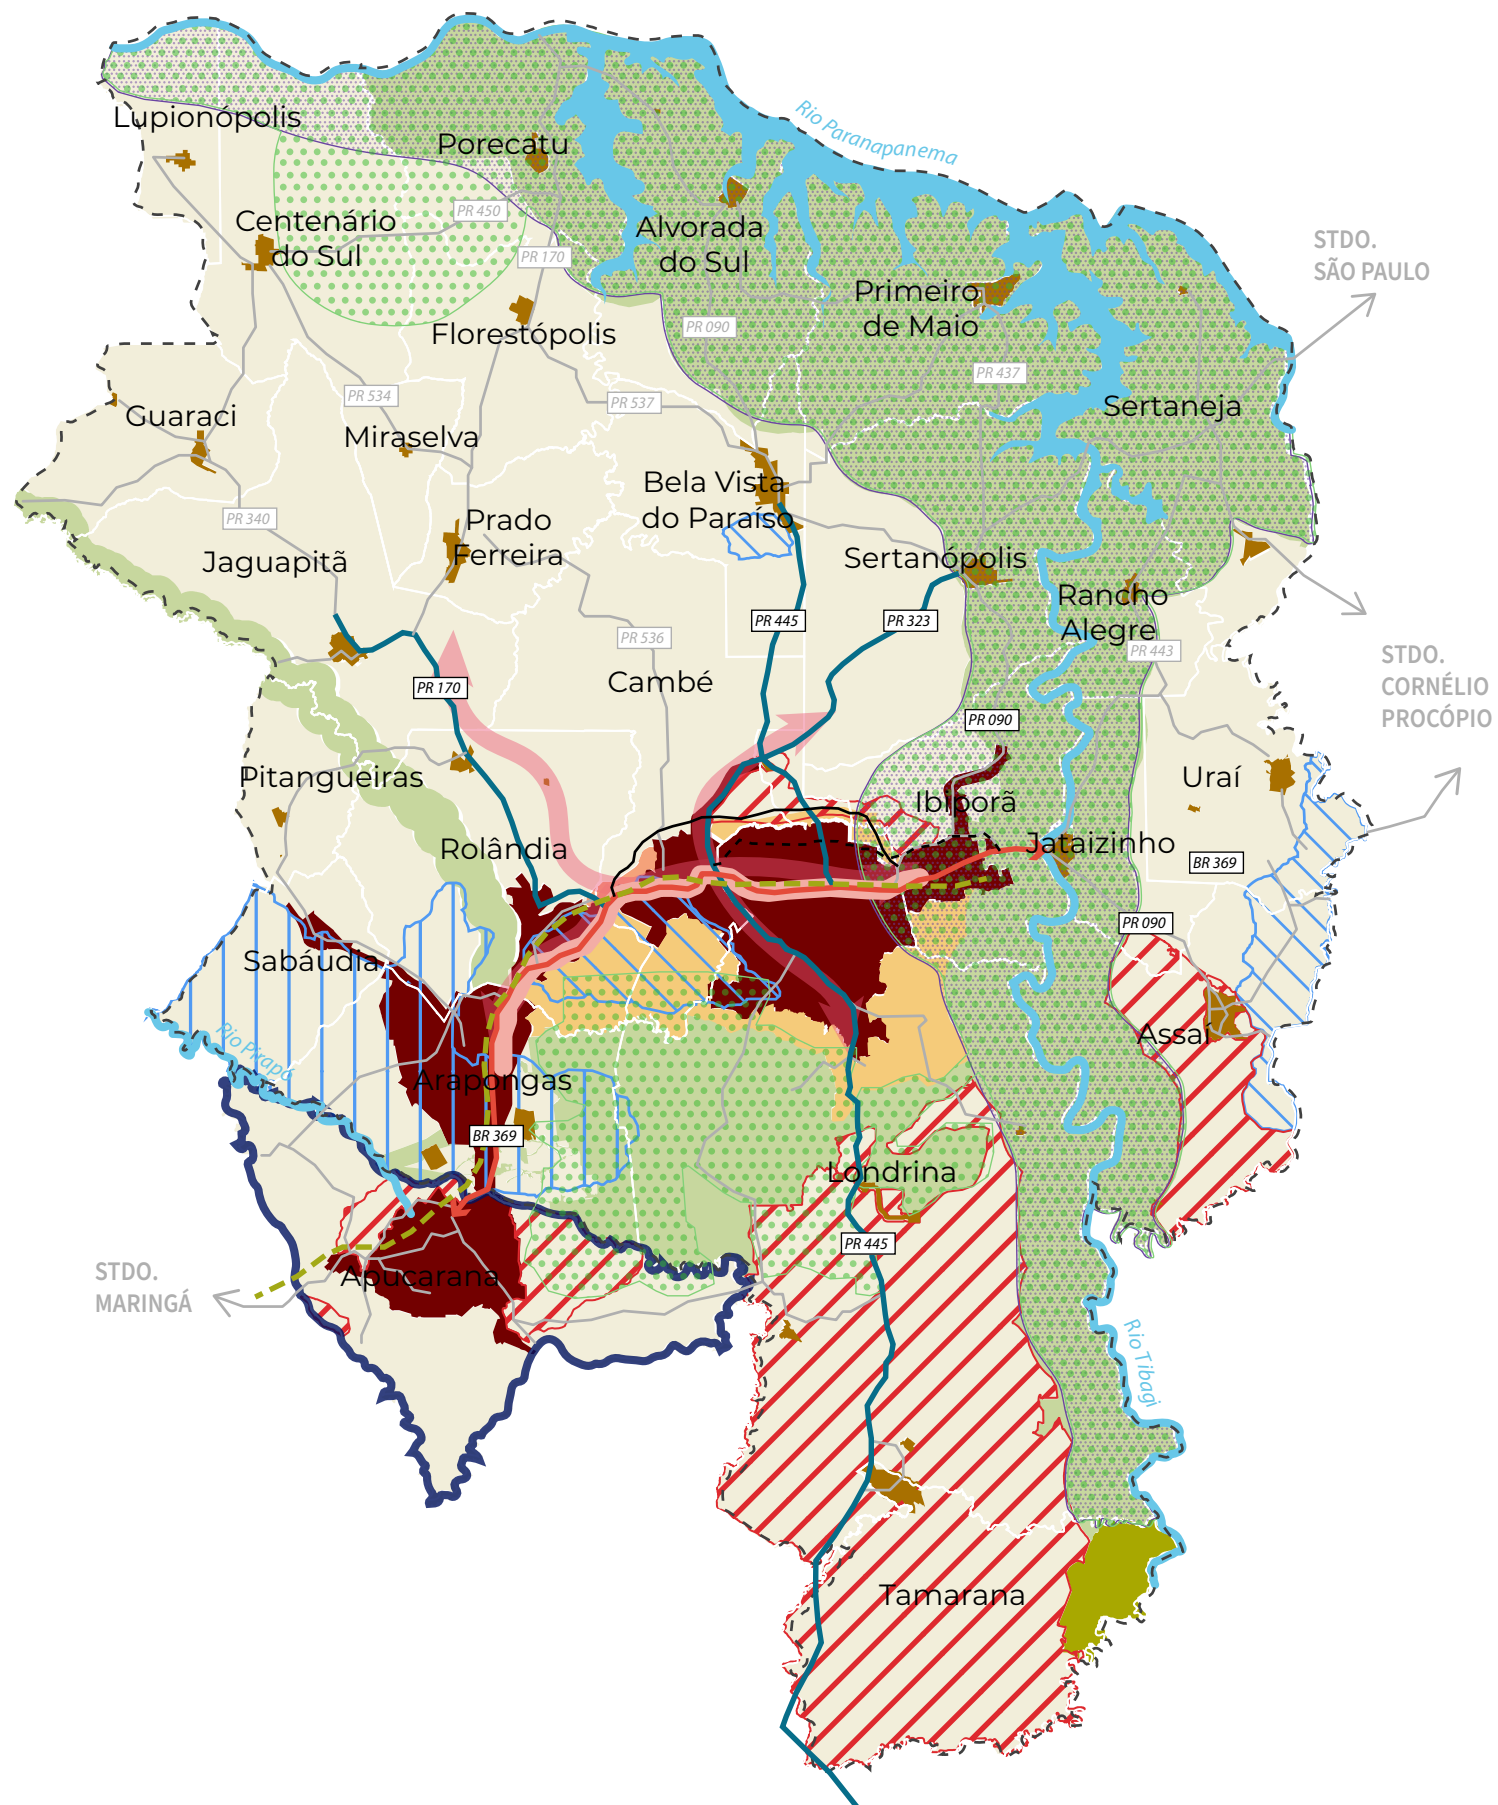 Rio Paranapanema
Lupionópolis
Porecatu
PR 450
Centenário
do Sul
Alvorada
do Sul
PR 170
STDO.
SÃO PAULO
Primeiro
de Maio
Florestópolis
PR 090
PR 437
PR 534
PR 537
Sertaneja
Guaraci
Miraselva
Bela Vista
do Paraíso
PR 340
Prado
Ferreira
Jaguapitã
Sertanópolis
Rancho
Alegre
PR 445
PR 323
PR 536
PR 443
STDO.
CORNÉLIO
PROCÓPIO
Cambé
PR 170
PR 090
Pitangueiras
Uraí
Ibiporã
Rolândia
Jataizinho
BR 369
PR 090
Sabáudia
Rio Pirapó
Assaí
Arapongas
BR 369
Londrina
PR 445
STDO.
MARINGÁ
Apucarana
Rio Tibagi
Tamarana